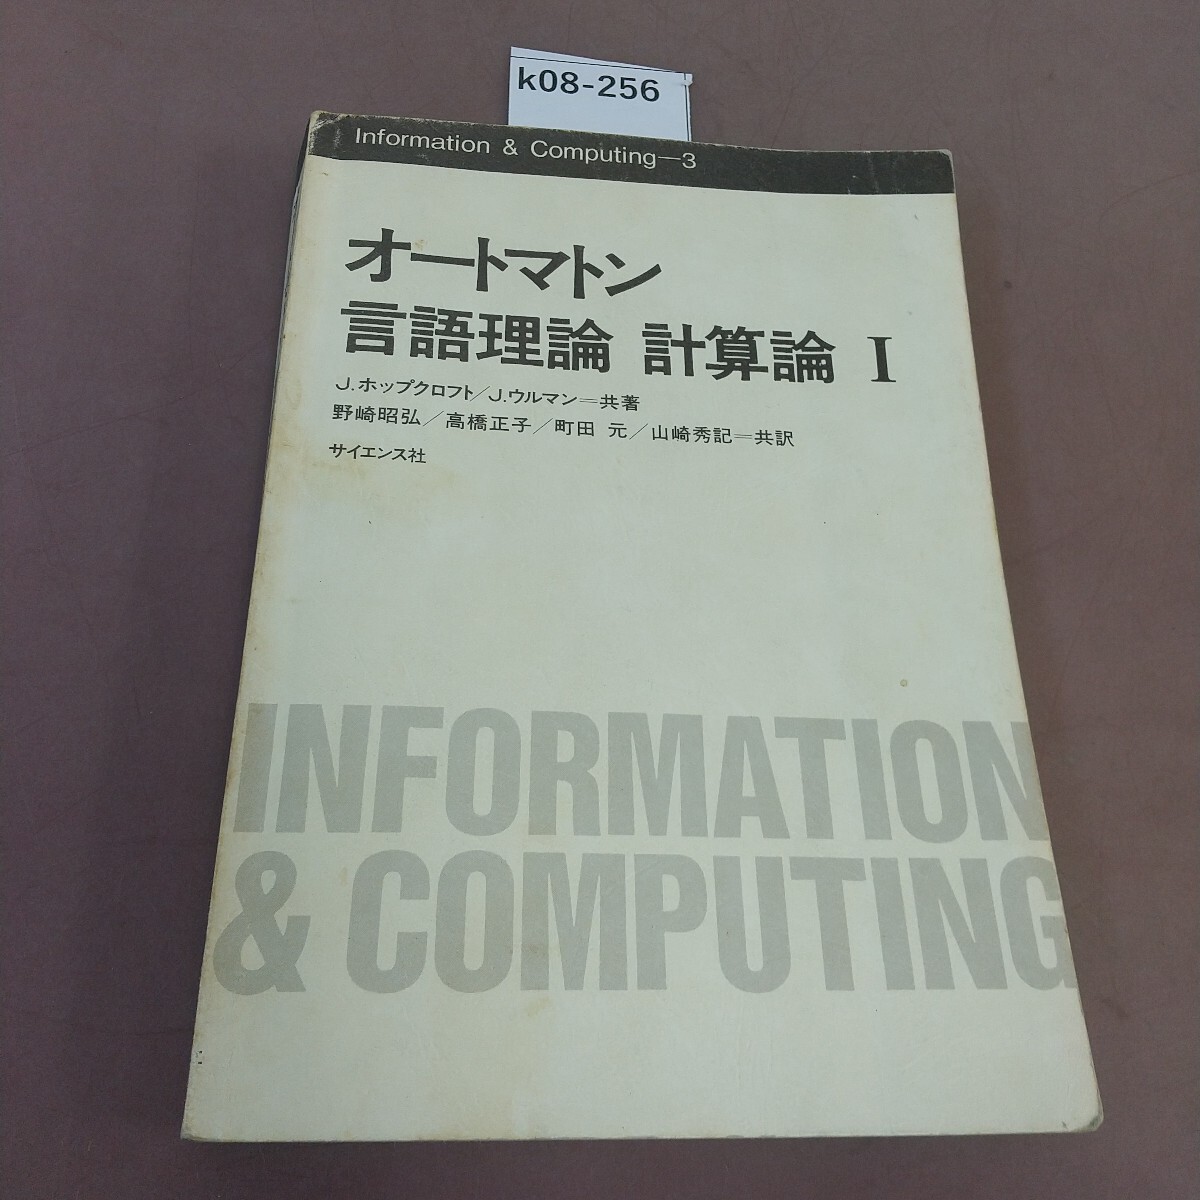 k08-256
Information & Computing—3
オートマトン
言語理論 計算論 I
J.ホップクロフト/J.ウルマン=共著
野崎昭弘/高橋正子/町田 元/山崎秀記=共訳
サイエンス社
INFORMATION
& COMPUTING